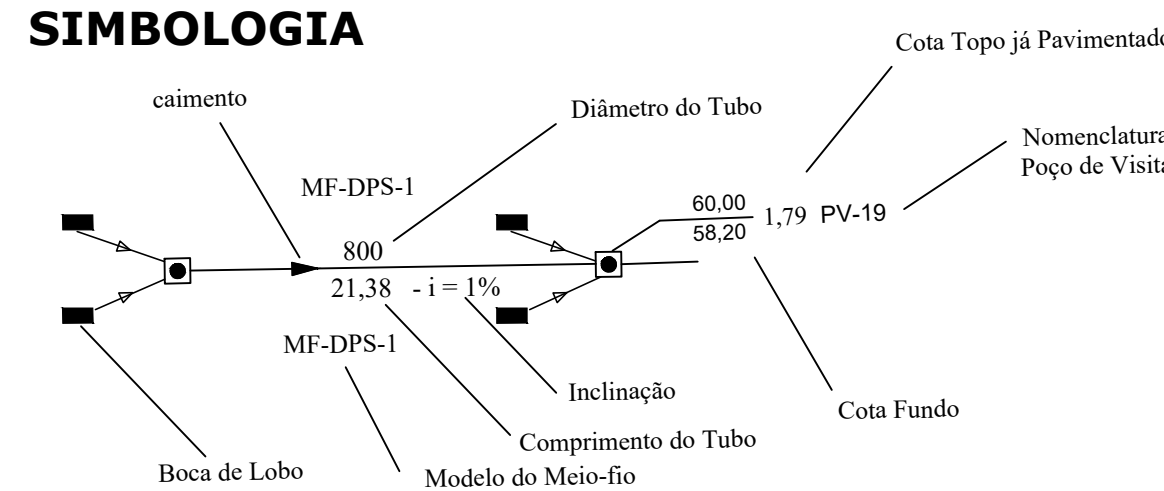 SIMBOLOGIA
Cota Topo já Pavimentado
caimento
Diâmetro do Tubo
Nomenclatura
Poço de Visita
MF-DPS-1
60,00
58,20
1,79 PV-19
800
21,38 - i = 1%
MF-DPS-1
Inclinação
Cota Fundo
Comprimento do Tubo
Boca de Lobo
Modelo do Meio-fio